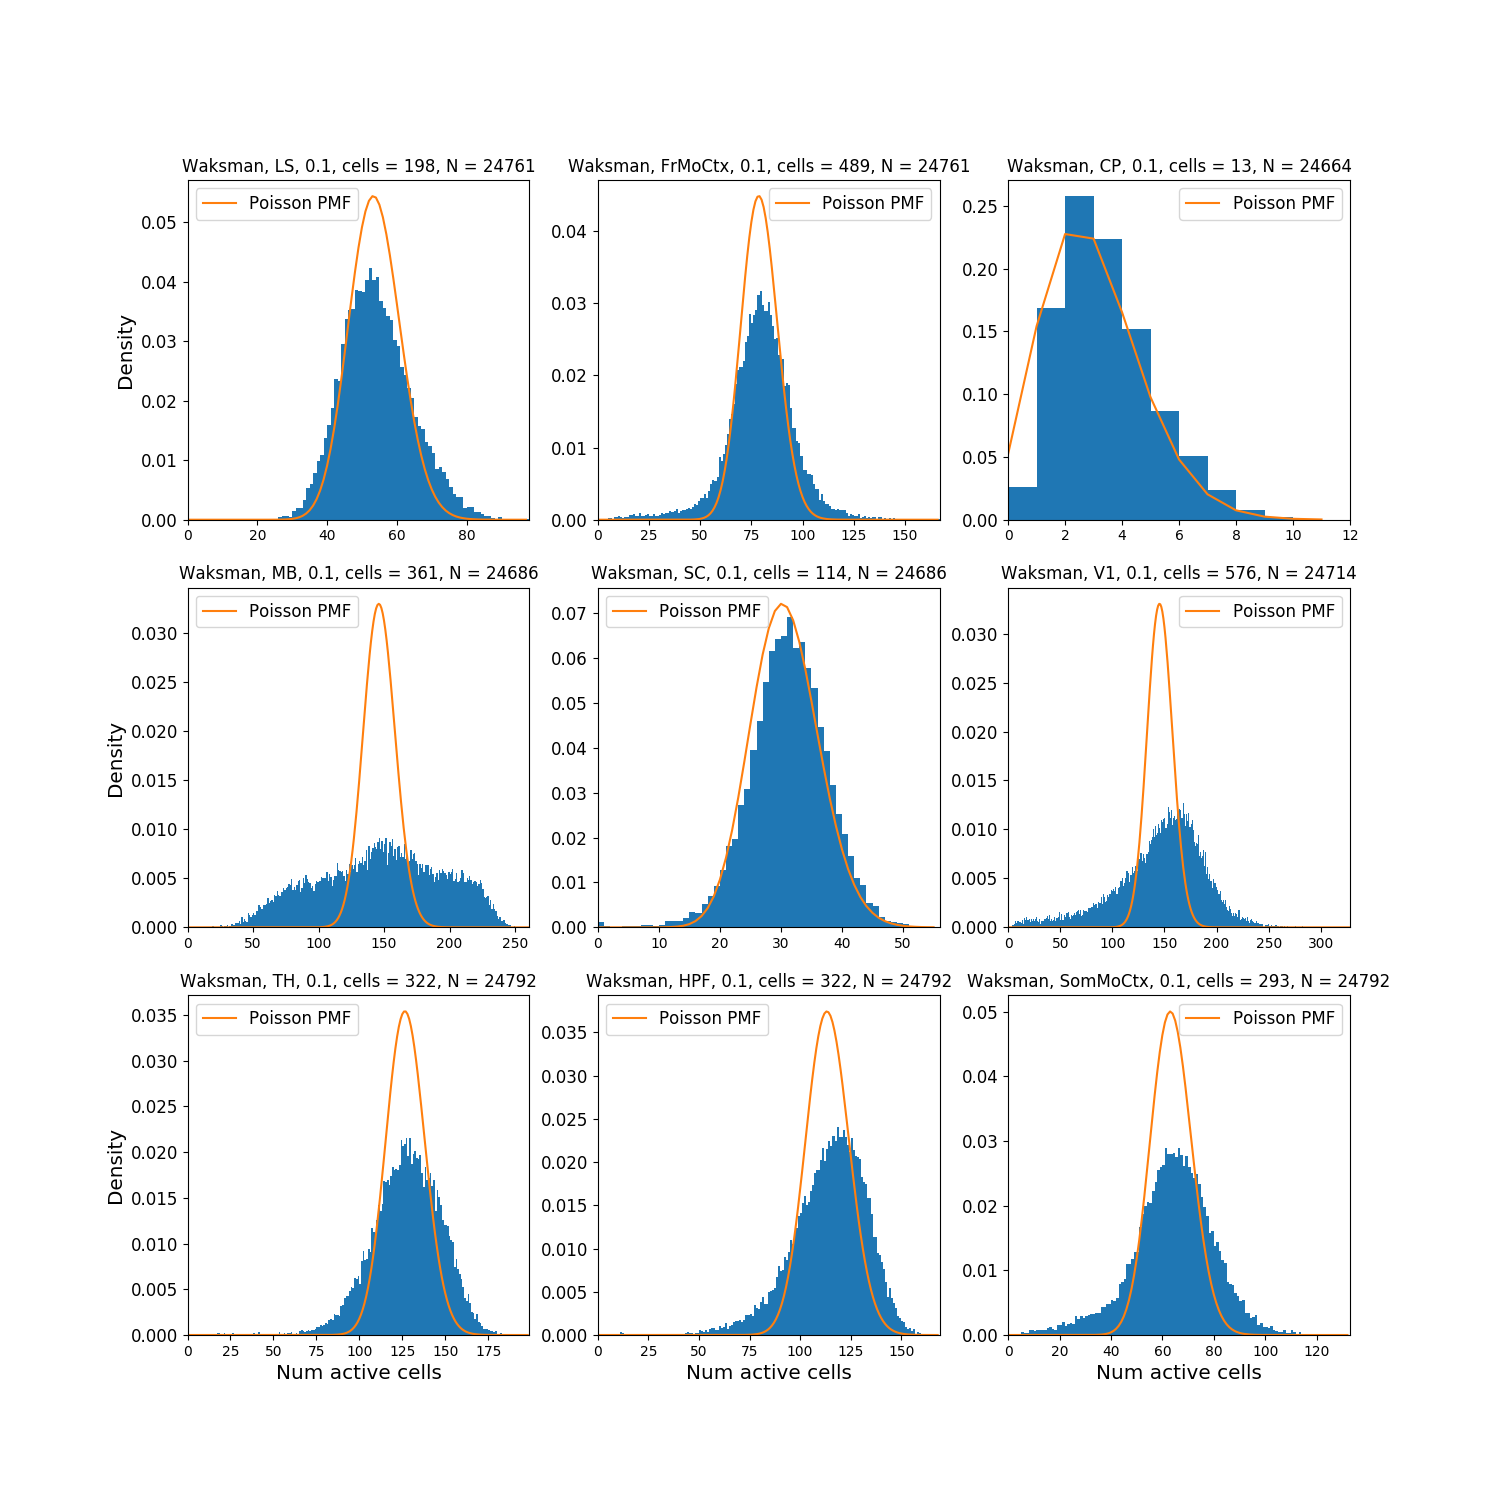 Waksman, LS, 0.1, cells = 198, N = 24761
Waksman, FrMoCtx, 0.1, cells = 489, N = 24761
Waksman, CP, 0.1, cells = 13, N = 24664
Poisson PMF
Poisson PMF
Poisson PMF
Density
0.05
0.04
0.03
0.02
0.01
0.00
0 20 40 60 80
0.04
0.03
0.02
0.01
0.00
0 25 50 75 100 125 150
0.25
0.20
0.15
0.10
0.05
0.00
0 2 4 6 8 10 12
Waksman, MB, 0.1, cells = 361, N = 24686
Waksman, SC, 0.1, cells = 114, N = 24686
Waksman, V1, 0.1, cells = 576, N = 24714
Poisson PMF
Poisson PMF
Poisson PMF
Density
0.030
0.025
0.020
0.015
0.010
0.005
0.000
0 50 100 150 200 250
0.07
0.06
0.05
0.04
0.03
0.02
0.01
0.00
0 10 20 30 40 50
0.030
0.025
0.020
0.015
0.010
0.005
0.000
0 50 100 150 200 250 300
Waksman, TH, 0.1, cells = 322, N = 24792
Waksman, HPF, 0.1, cells = 322, N = 24792
Waksman, SomMoCtx, 0.1, cells = 293, N = 24792
Poisson PMF
Poisson PMF
Poisson PMF
Density
0.035
0.030
0.025
0.020
0.015
0.010
0.005
0.000
0 25 50 75 100 125 150 175
Num active cells
0.035
0.030
0.025
0.020
0.015
0.010
0.005
0.000
0 25 50 75 100 125 150
Num active cells
0.05
0.04
0.03
0.02
0.01
0.00
0 20 40 60 80 100 120
Num active cells